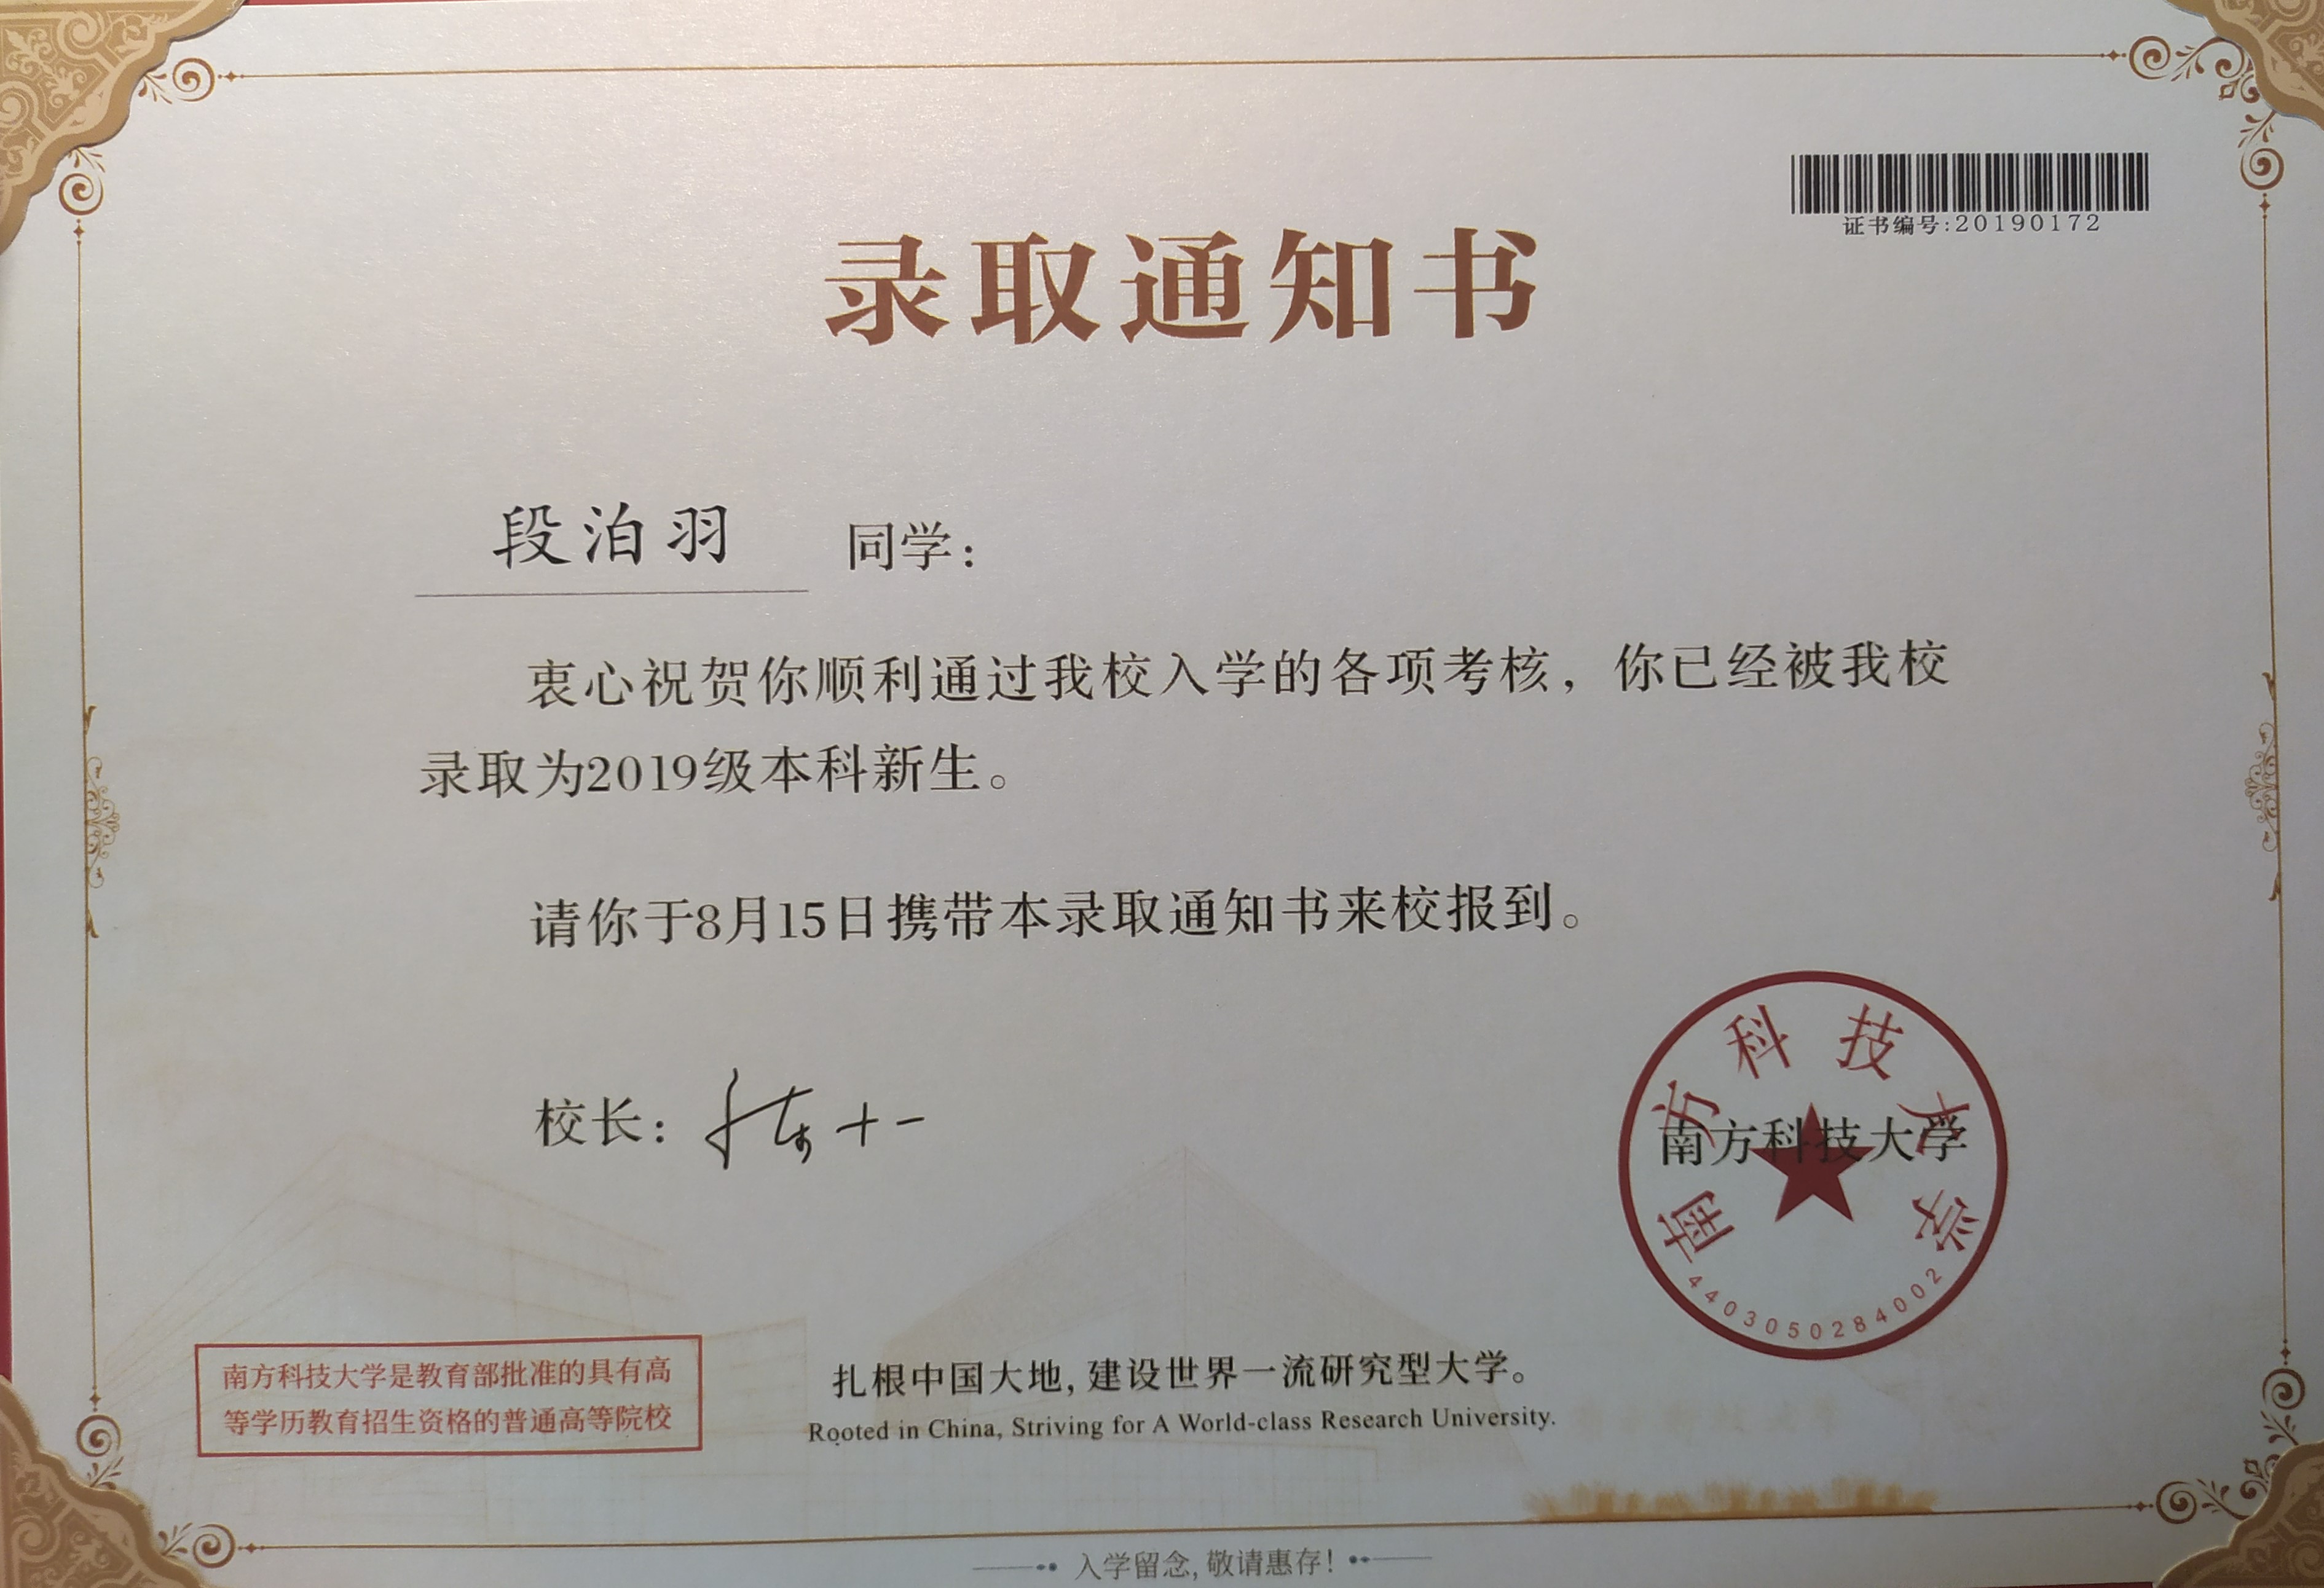 证书编号:20190172
录取通知书
段泊羽 同学:
衷心祝贺你顺利通过我校入学的各项考核，你已经被我校
录取为2019级本科新生。
请你于8月15日携带本录取通知书来校报到。
校长: 陈十一
南方科技大学
南方科技大学
4403050284002
南方科技大学是教育部批准的具有高
等学历教育招生资格的普通高等院校
扎根中国大地,建设世界一流研究型大学。
Rooted in China, Striving for A World-class Research University.
入学留念,敬请惠存!